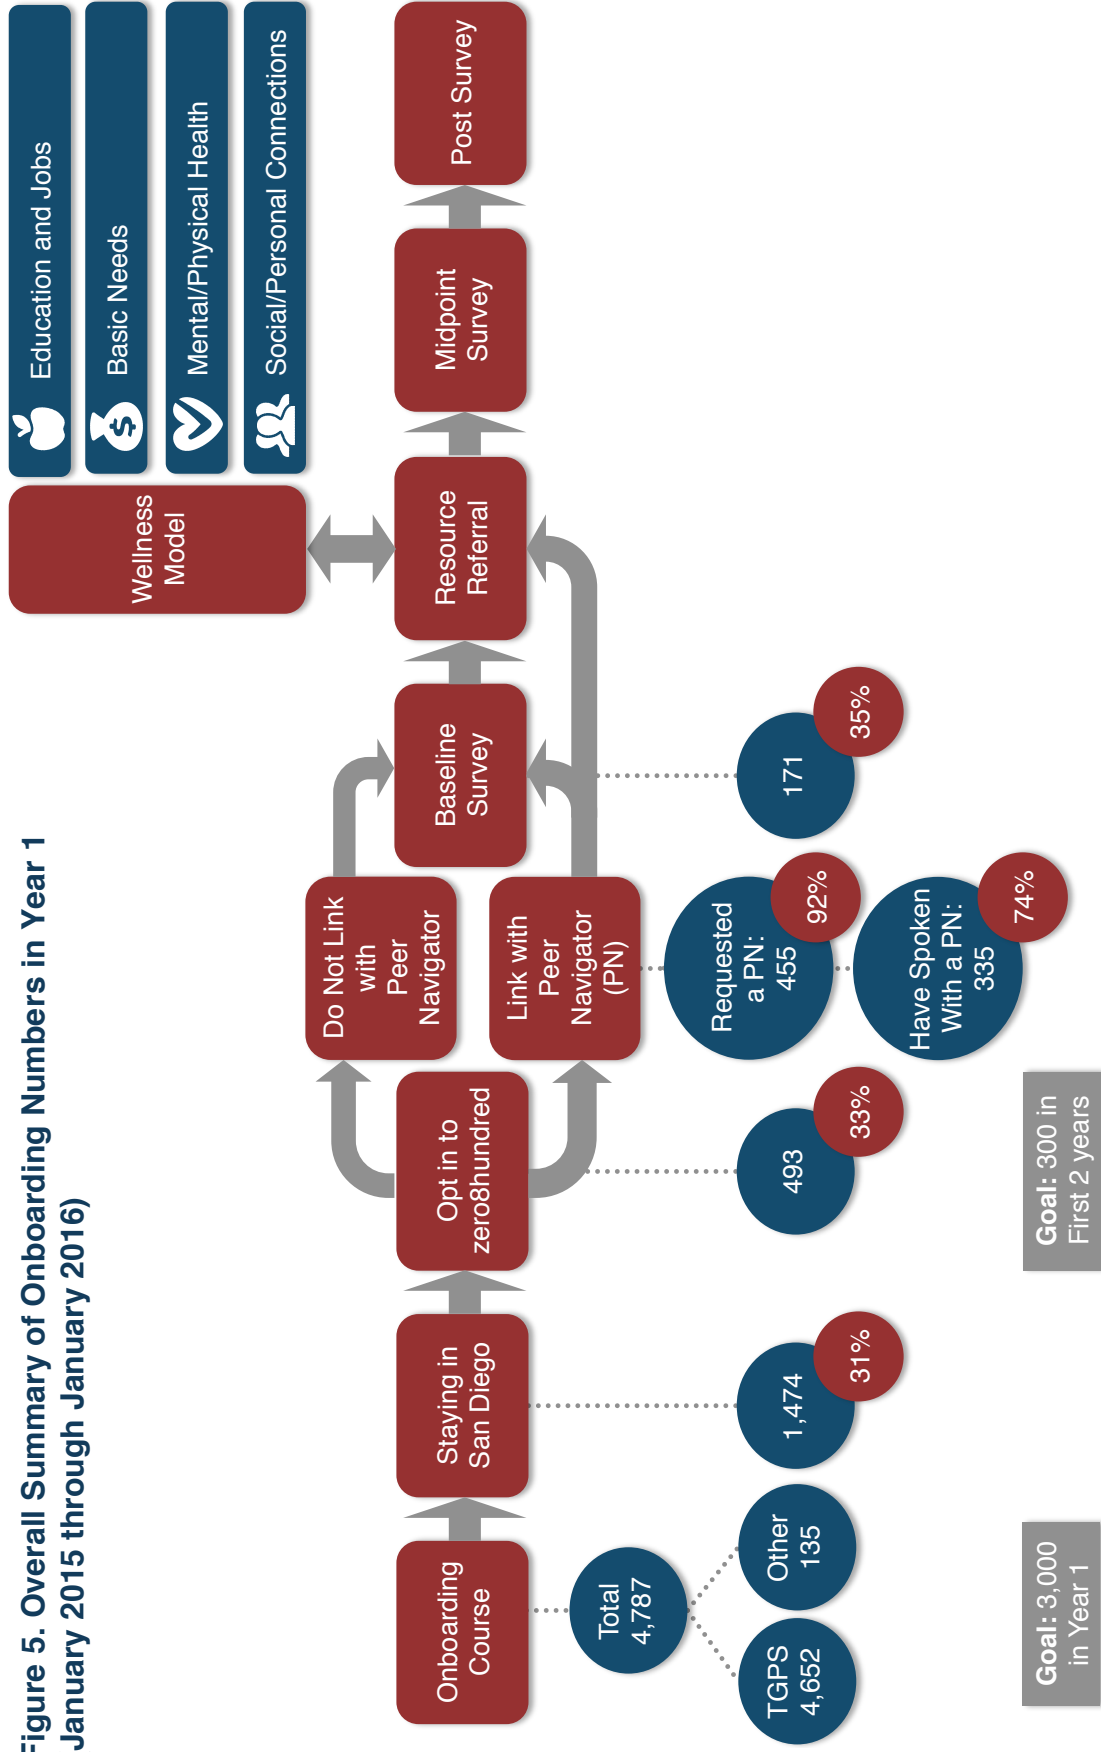 Figure 5. Overall Summary of Onboarding Numbers in Year 1
January 2015 through January 2016)
Wellness
Model
Education and Jobs
Basic Needs
$
Mental/Physical Health
Social/Personal Connections
Onboarding
Course
Staying in
San Diego
Opt in to
zero8hundred
Do Not Link
with
Peer
Navigator
Link with
Peer
Navigator
(PN)
Baseline
Survey
Resource
Referral
Midpoint
Survey
Post Survey
Total
4,787
TGPS
4,652
Other
135
1,474
31%
493
33%
Requested
a PN:
455
92%
Have Spoken
With a PN:
335
74%
171
35%
Goal: 3,000
in Year 1
Goal: 300 in
First 2 years